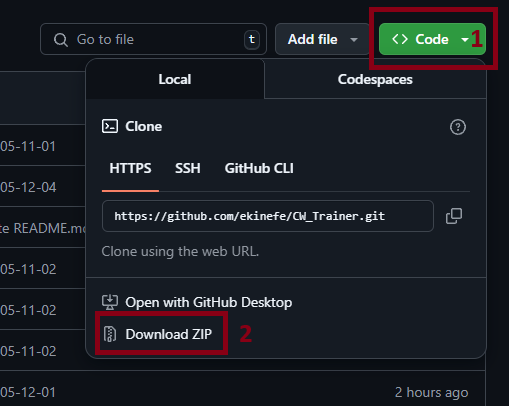 Go to file
t
Add file
Code
1
Local
Codespaces
05-11-01
Clone
HTTPS
SSH
GitHub CLI
05-12-04
https://github.com/ekinefe/CW_Trainer.git
te README.md
Clone using the web URL.
05-11-02
Open with GitHub Desktop
05-11-02
Download ZIP
2
05-11-02
05-12-01
2 hours ago